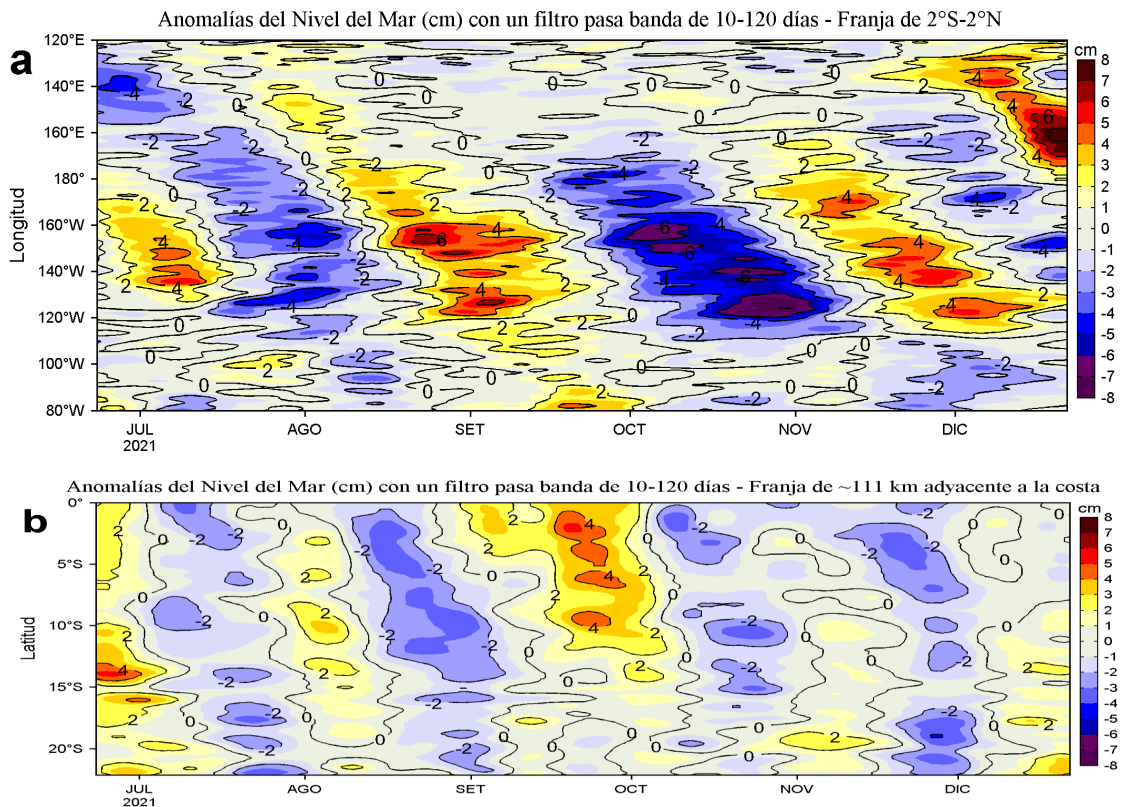 Anomalías del Nivel del Mar (cm) con un filtro pasa banda de 10-120 días - Franja de 2°S-2°N
a
cm
Longitud
120°E
140°E
160°E
180°
160°W
140°W
120°W
100°W
80°W
JUL AGO SET OCT NOV DIC
2021
8
7
6
5
4
3
2
1
0
-1
-2
-3
-4
-5
-6
-7
-8
Anomalías del Nivel del Mar (cm) con un filtro pasa banda de 10-120 días - Franja de ~111 km adyacente a la costa
b
cm
Latitud
0°
5°S
10°S
15°S
20°S
JUL AGO SET OCT NOV DIC
2021
8
7
6
5
4
3
2
1
0
-1
-2
-3
-4
-5
-6
-7
-8